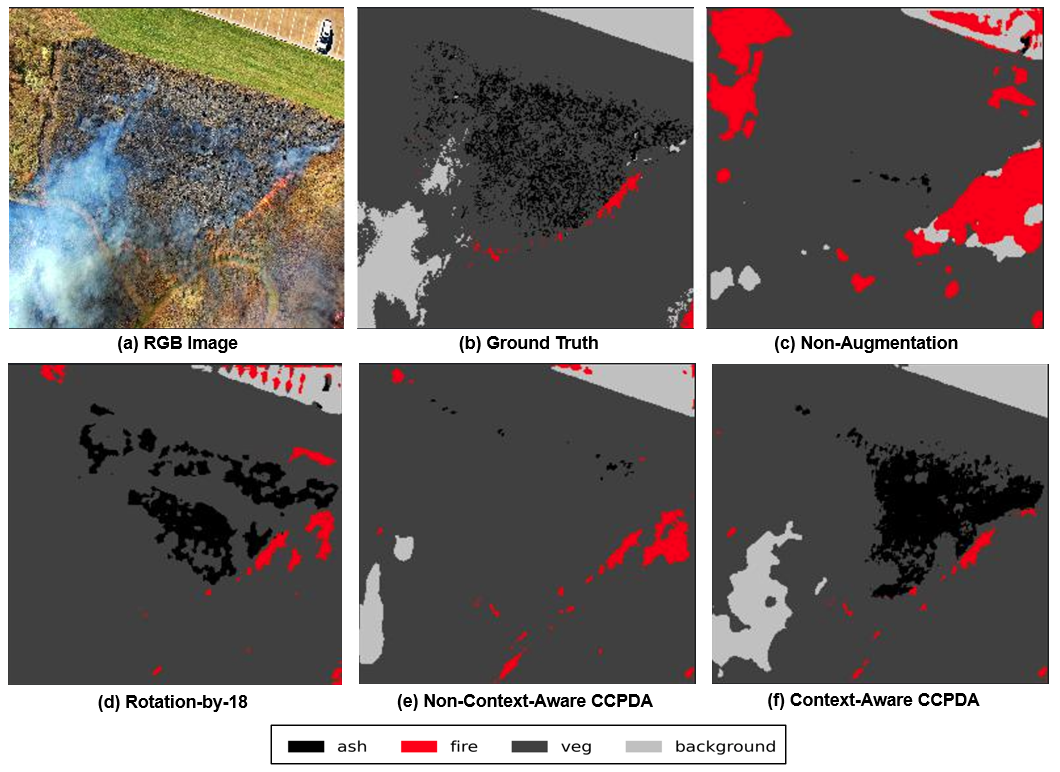 (a) RGB Image
(b) Ground Truth
(c) Non-Augmentation
(d) Rotation-by-18
(e) Non-Context-Aware CCPDA
(f) Context-Aware CCPDA
ash fire veg background